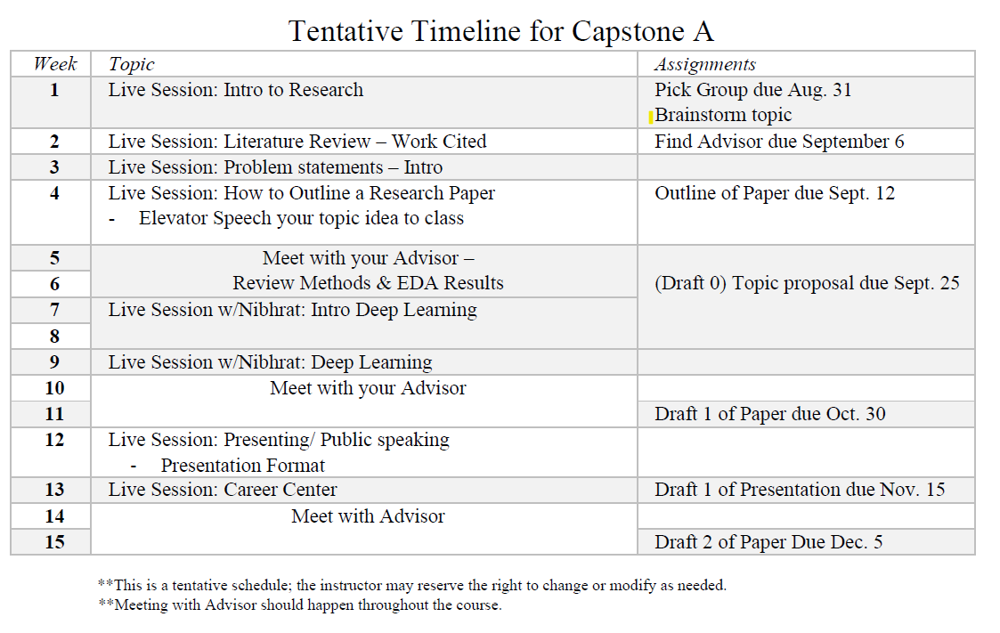 Tentative Timeline for Capstone A
Week Topic Assignments
1 Live Session: Intro to Research Pick Group due Aug. 31
Brainstorm topic
2 Live Session: Literature Review – Work Cited Find Advisor due September 6
3 Live Session: Problem statements – Intro
4 Live Session: How to Outline a Research Paper Outline of Paper due Sept. 12
- Elevator Speech your topic idea to class
5 Meet with your Advisor –
6 Review Methods & EDA Results (Draft 0) Topic proposal due Sept. 25
7 Live Session w/Nibhrat: Intro Deep Learning
8
9 Live Session w/Nibhrat: Deep Learning
10 Meet with your Advisor
11 Draft 1 of Paper due Oct. 30
12 Live Session: Presenting/ Public speaking
- Presentation Format
13 Live Session: Career Center Draft 1 of Presentation due Nov. 15
14 Meet with Advisor
15 Draft 2 of Paper Due Dec. 5
**This is a tentative schedule; the instructor may reserve the right to change or modify as needed.
**Meeting with Advisor should happen throughout the course.